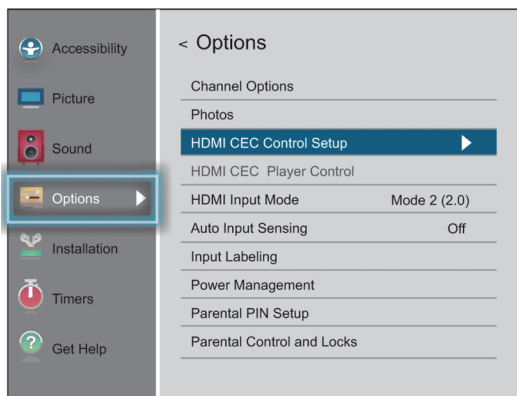 Accessibility
Picture
Sound
Options
Installation
Timers
Get Help
< Options
Channel Options
Photos
HDMI CEC Control Setup
HDMI CEC Player Control
HDMI Input Mode Mode 2 (2.0)
Auto Input Sensing Off
Input Labeling
Power Management
Parental PIN Setup
Parental Control and Locks